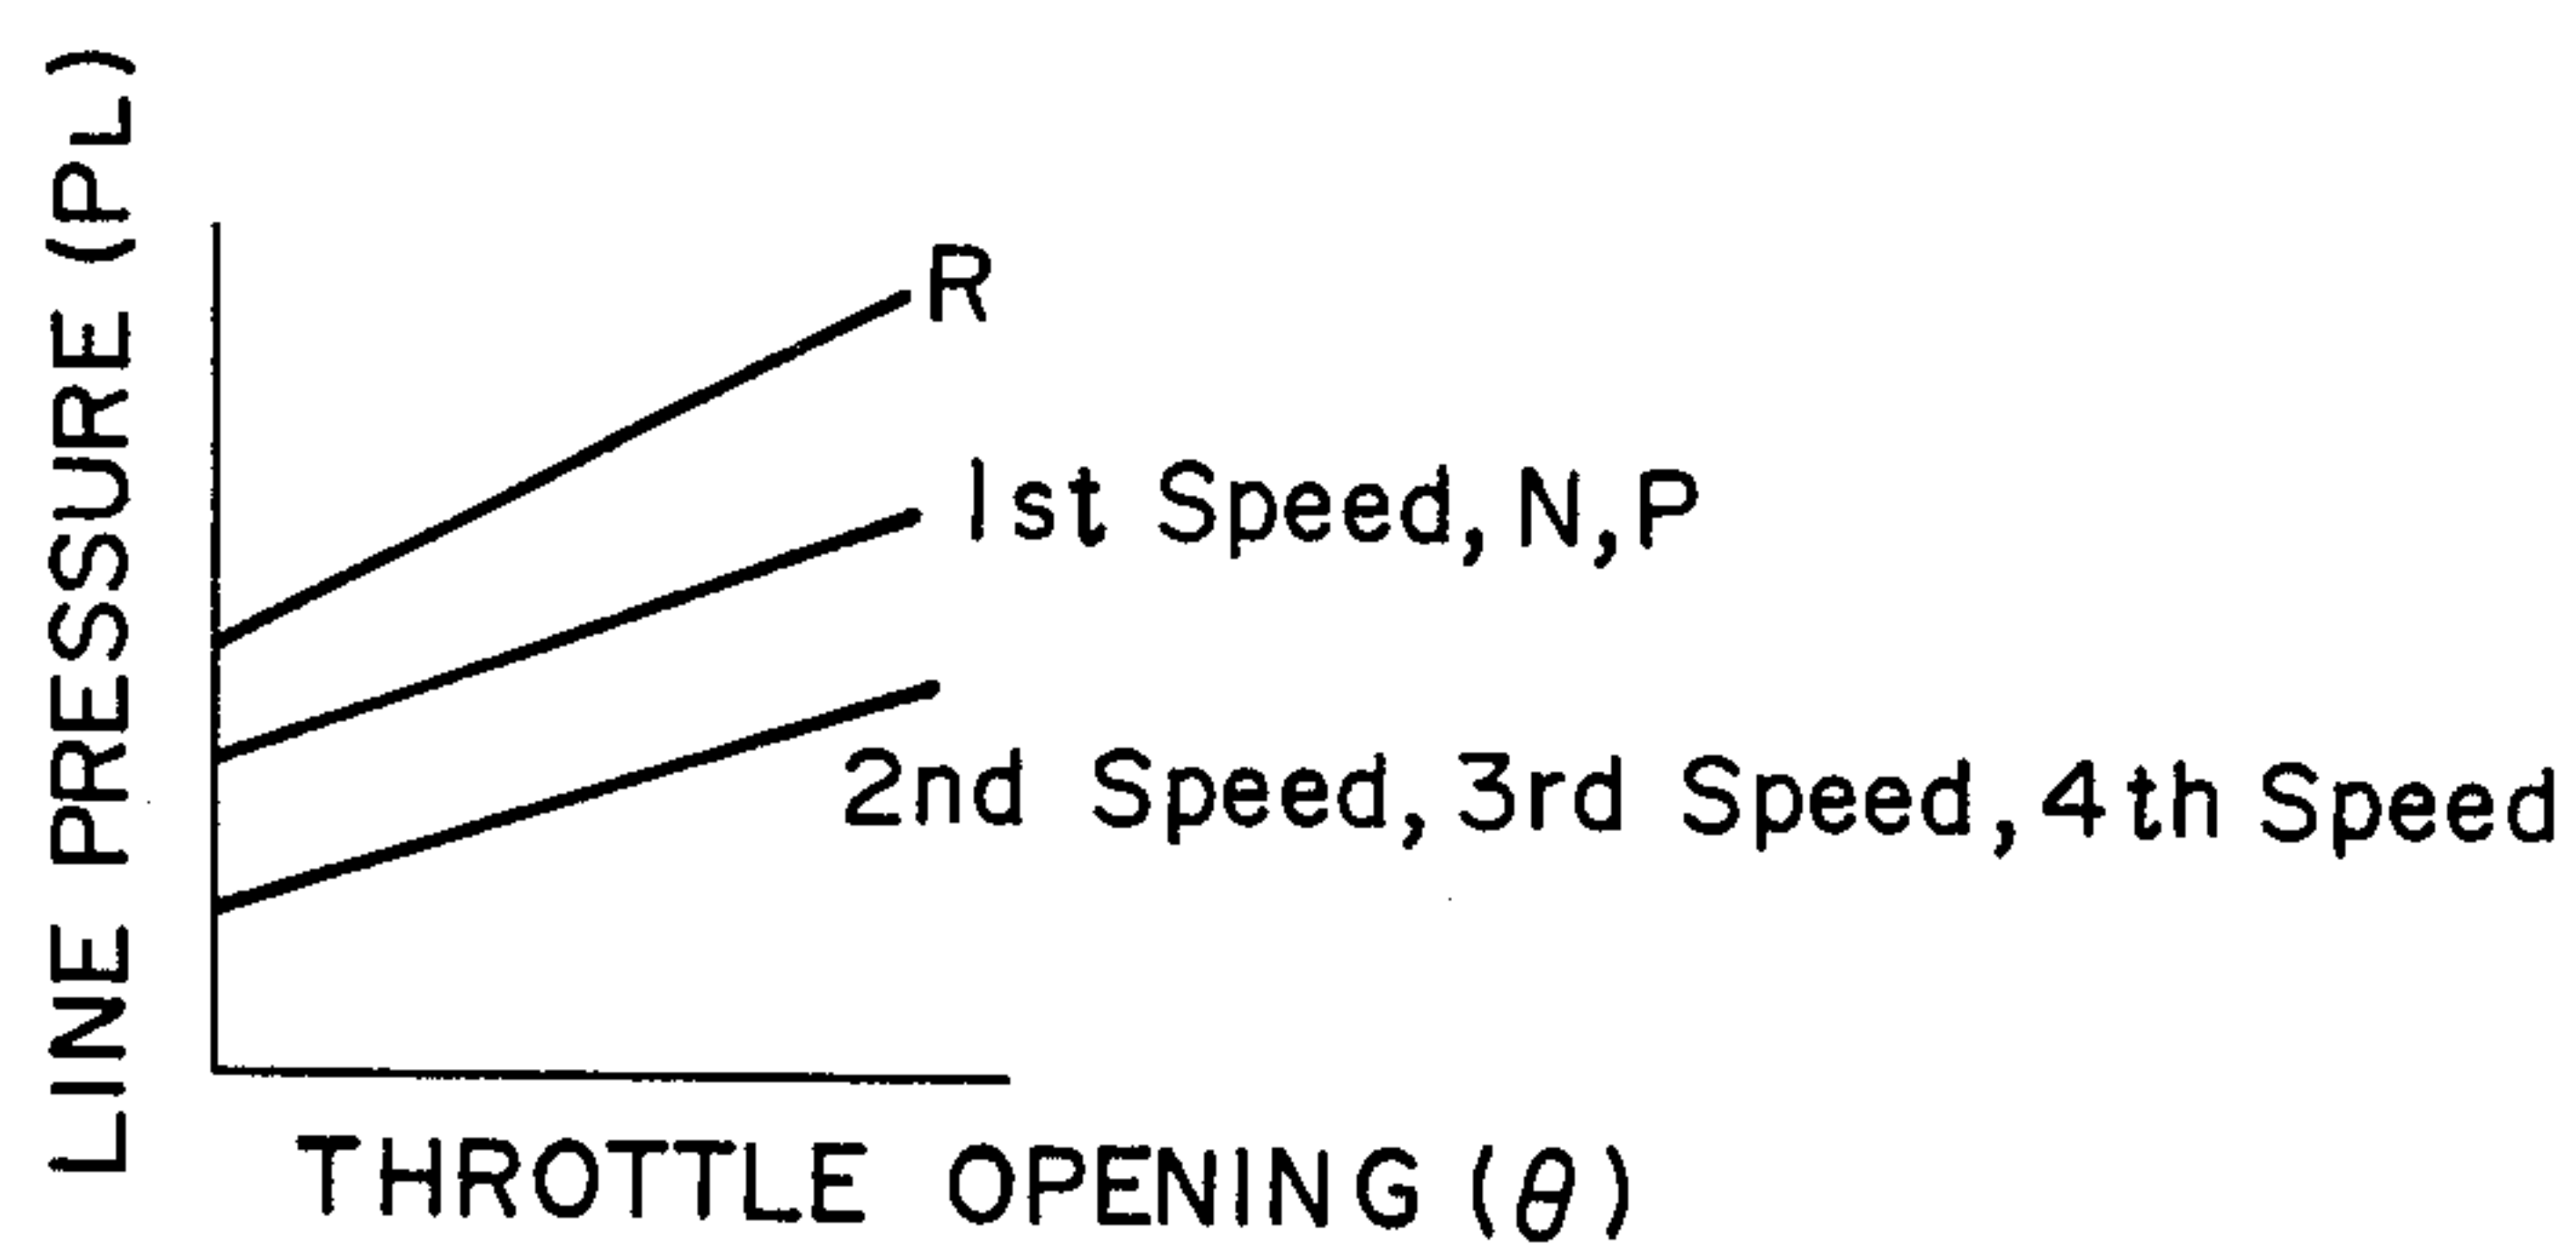 LINE PRESSURE (PL)
R
1st Speed, N, P
2nd Speed, 3rd Speed, 4th Speed
THROTTLE OPENING (θ)